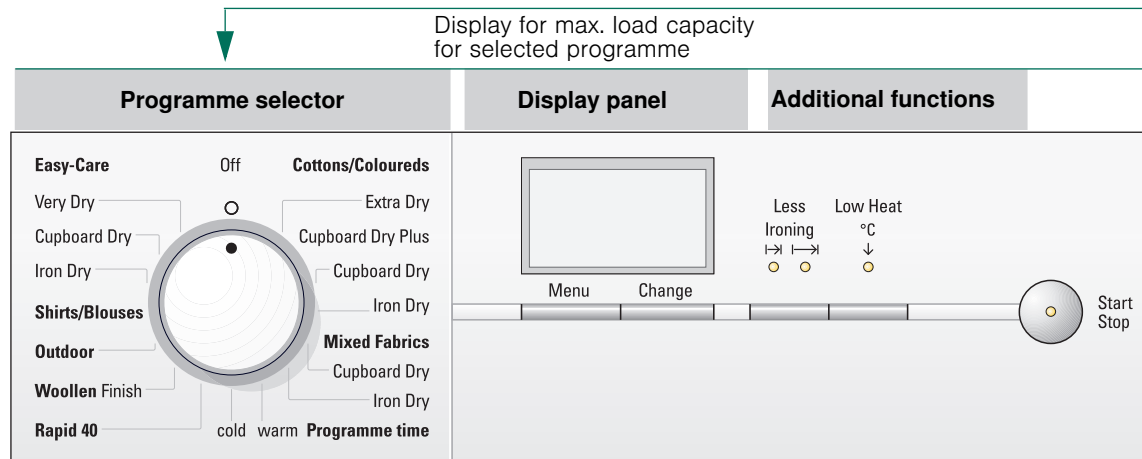 Display for max. load capacity
for selected programme
Programme selector
Display panel
Additional functions
Easy-Care
Off
Cottons/Coloureds
Very Dry
Extra Dry
Cupboard Dry
Cupboard Dry Plus
Iron Dry
Cupboard Dry
Shirts/Blouses
Iron Dry
Outdoor
Mixed Fabrics
Woollen Finish
Cupboard Dry
Iron Dry
Rapid 40
cold
warm
Programme time
Menu
Change
Less
Ironing
Low Heat
°C
Start
Stop